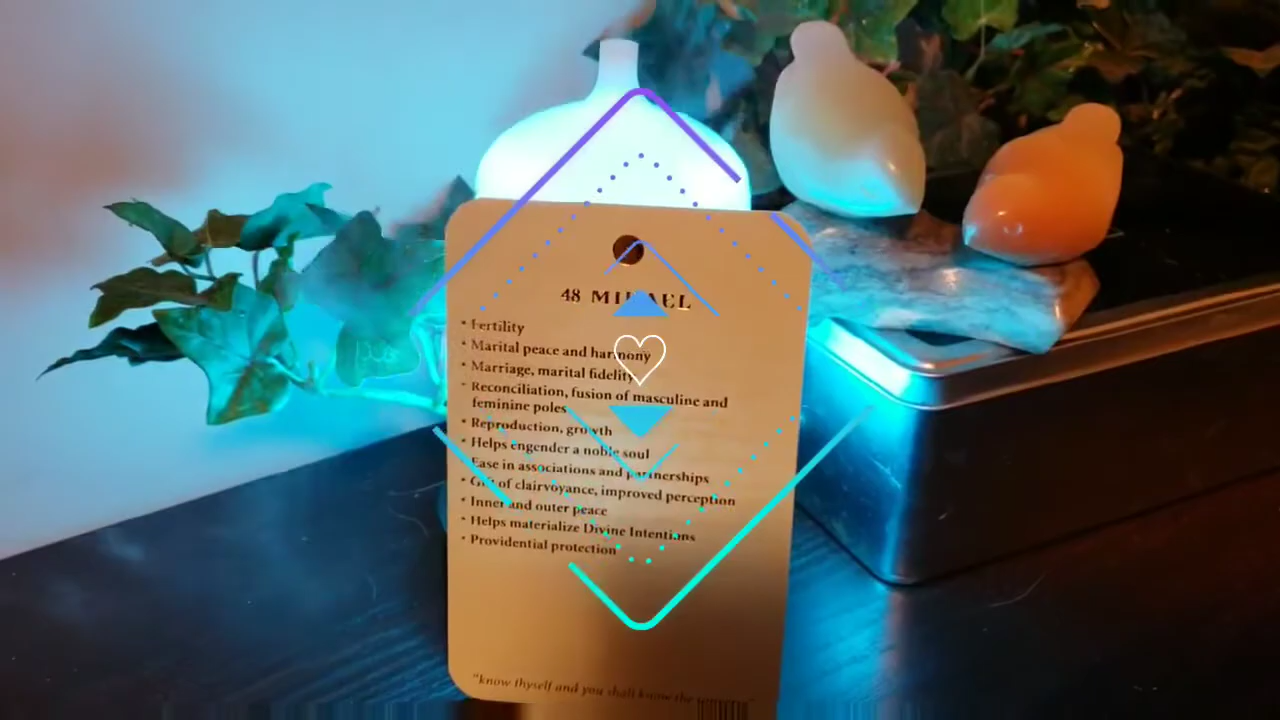 48 MIHAEL
• Fertility
• Marital peace and harmony
• Marriage, marital fidelity
• Reconciliation, fusion of masculine and
feminine poles
• Reproduction, growth
• Helps engender a noble soul
Ease in associations and partnerships
• Gift of clairvoyance, improved perception
• Inner and outer peace
• Helps materialize Divine Intentions
• Providential protection
"know thyself and you shall know the